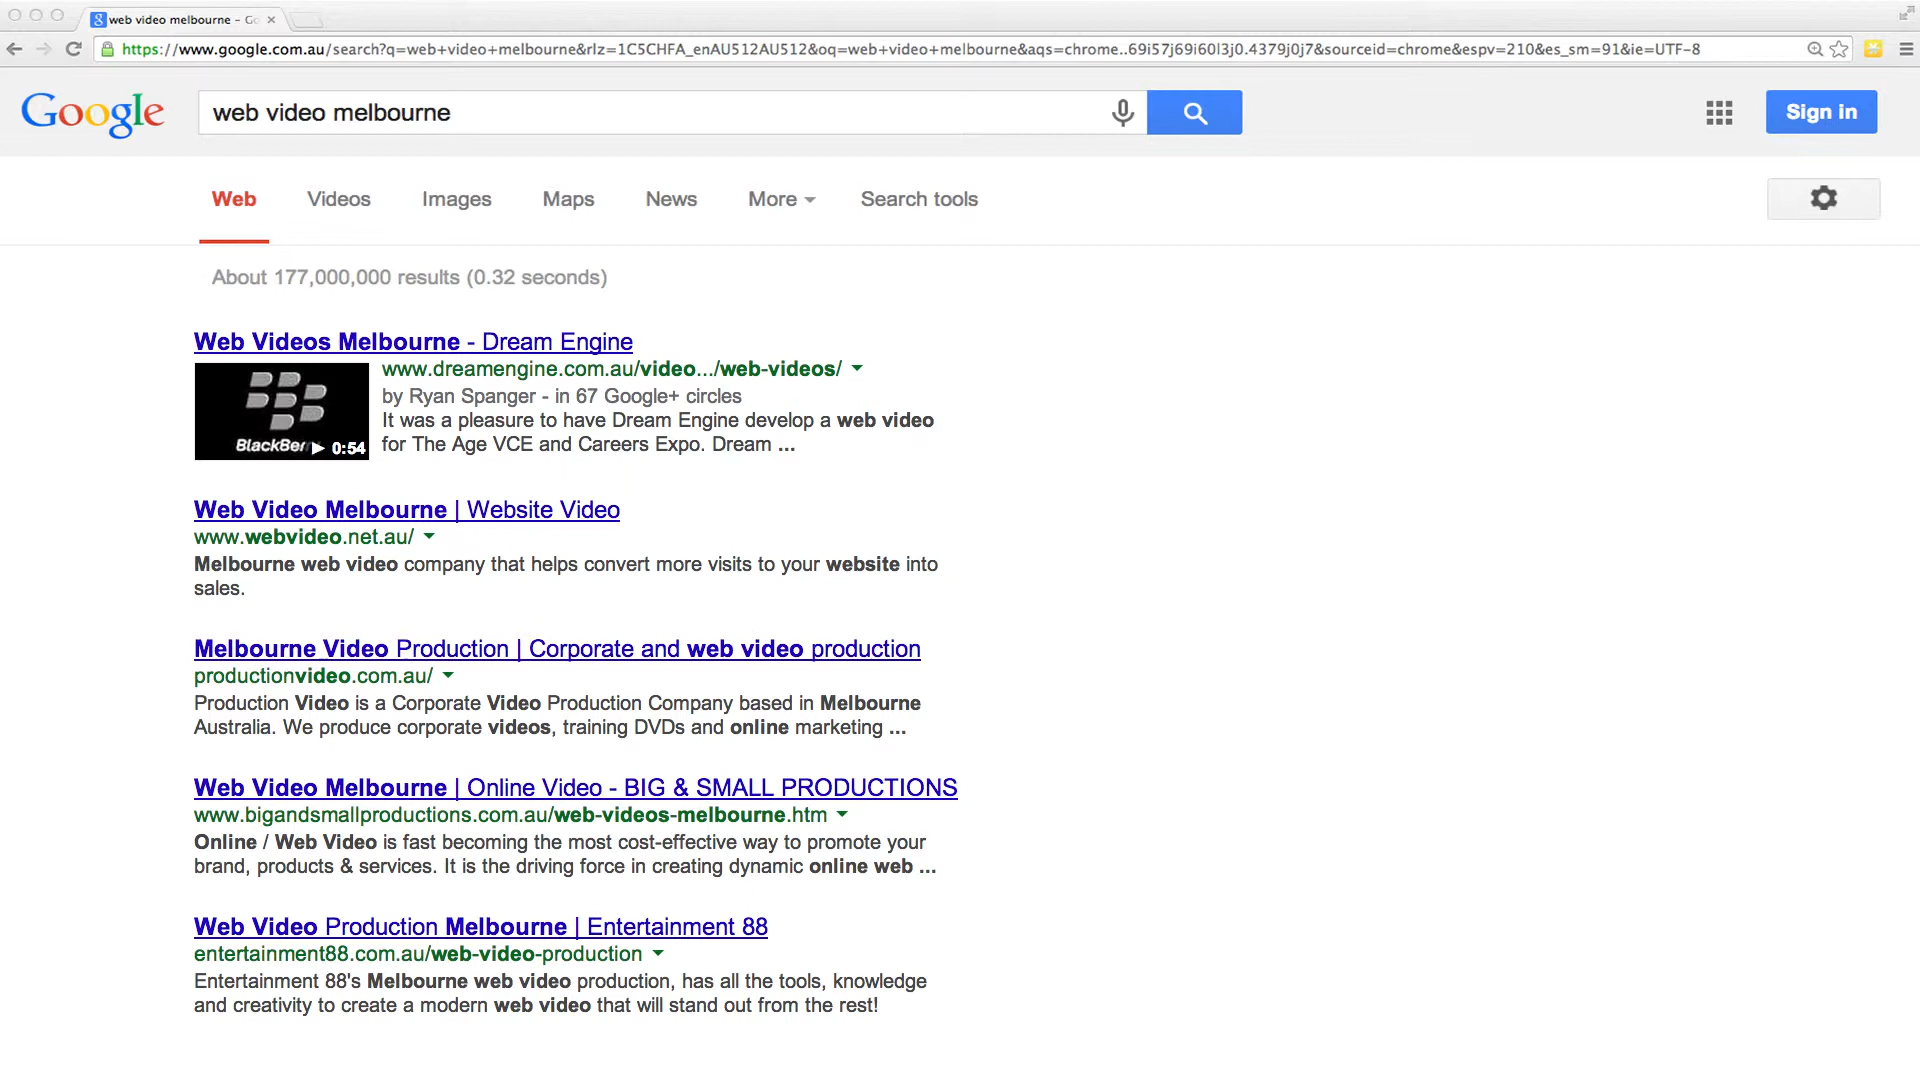 web video melbourne - Go
https://www.google.com.au/search?q=web+video+melbourne&rlz=1C5CHFA_enAU512AU512&oq=web+video+melbourne&aqs=chrome..69i57j69i60l3j0.4379j0j7&sourceid=chrome&espv=210&es_sm=91&ie=UTF-8
Google web video melbourne Sign in
Web Videos Images Maps News More Search tools
About 177,000,000 results (0.32 seconds)
Web Videos Melbourne - Dream Engine
www.dreamengine.com.au/video.../web-videos/
by Ryan Spanger - in 67 Google+ circles
It was a pleasure to have Dream Engine develop a web video
for The Age VCE and Careers Expo. Dream ...
BlackBer 0:54
Web Video Melbourne | Website Video
www.webvideo.net.au/
Melbourne web video company that helps convert more visits to your website into
sales.
Melbourne Video Production | Corporate and web video production
productionvideo.com.au/
Production Video is a Corporate Video Production Company based in Melbourne
Australia. We produce corporate videos, training DVDs and online marketing ...
Web Video Melbourne | Online Video - BIG & SMALL PRODUCTIONS
www.bigandsmallproductions.com.au/web-videos-melbourne.htm
Online / Web Video is fast becoming the most cost-effective way to promote your
brand, products & services. It is the driving force in creating dynamic online web ...
Web Video Production Melbourne | Entertainment 88
entertainment88.com.au/web-video-production
Entertainment 88's Melbourne web video production, has all the tools, knowledge
and creativity to create a modern web video that will stand out from the rest!